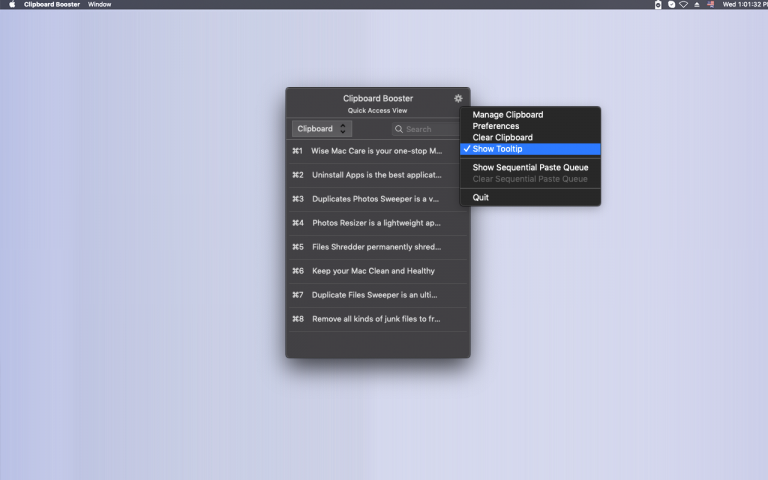 Clipboard Booster Window Wed 1:01:32 P
Clipboard Booster
Quick Access View
Clipboard Search
⌘1 Wise Mac Care is your one-stop M...
⌘2 Uninstall Apps is the best applicat...
⌘3 Duplicates Photos Sweeper is a v...
⌘4 Photos Resizer is a lightweight ap...
⌘5 Files Shredder permanently shred...
⌘6 Keep your Mac Clean and Healthy
⌘7 Duplicate Files Sweeper is an ulti...
⌘8 Remove all kinds of junk files to fr...
Manage Clipboard
Preferences
Clear Clipboard
✓ Show Tooltip
Show Sequential Paste Queue
Clear Sequential Paste Queue
Quit